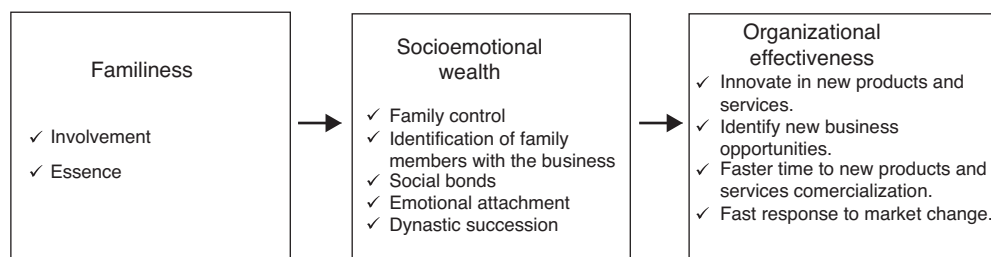 Familiness
✓ Involvement
✓ Essence
Socioemotional
wealth
✓ Family control
✓ Identification of family
members with the business
✓ Social bonds
✓ Emotional attachment
✓ Dynastic succession
Organizational
effectiveness
✓ Innovate in new products and
services.
✓ Identify new business
opportunities.
✓ Faster time to new products and
services comercialization.
✓ Fast response to market change.